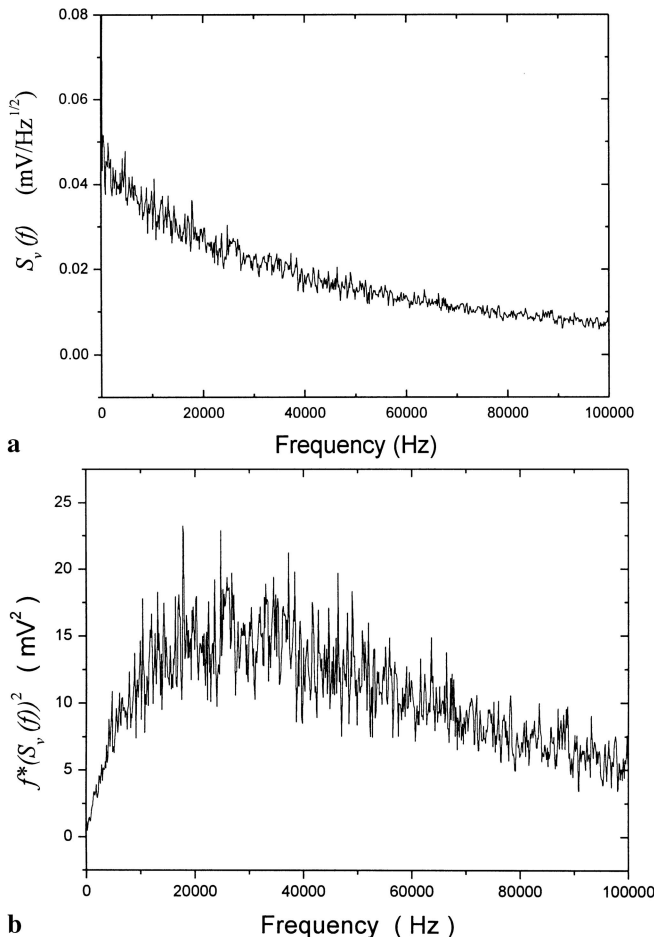 0.08
0.06
0.04
0.02
0.00
S_v(f) (mV/Hz^{1/2})
0 20000 40000 60000 80000 100000
Frequency (Hz)
a
25
20
15
10
5
0
f*(S_v(f))^2 ( mV^2 )
0 20000 40000 60000 80000 100000
Frequency ( Hz )
b